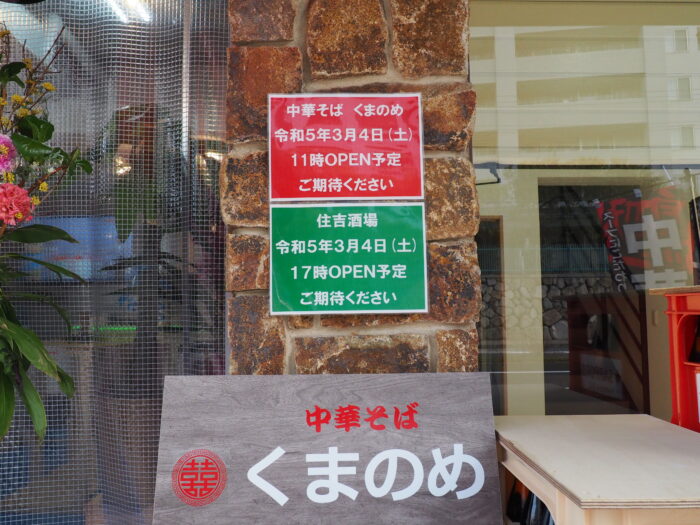 中華そば くまのめ
令和5年3月4日(土)
11時OPEN予定
ご期待ください
住吉酒場
令和5年3月4日(土)
17時OPEN予定
ご期待ください
中華
中華そば
囍 くまのめ